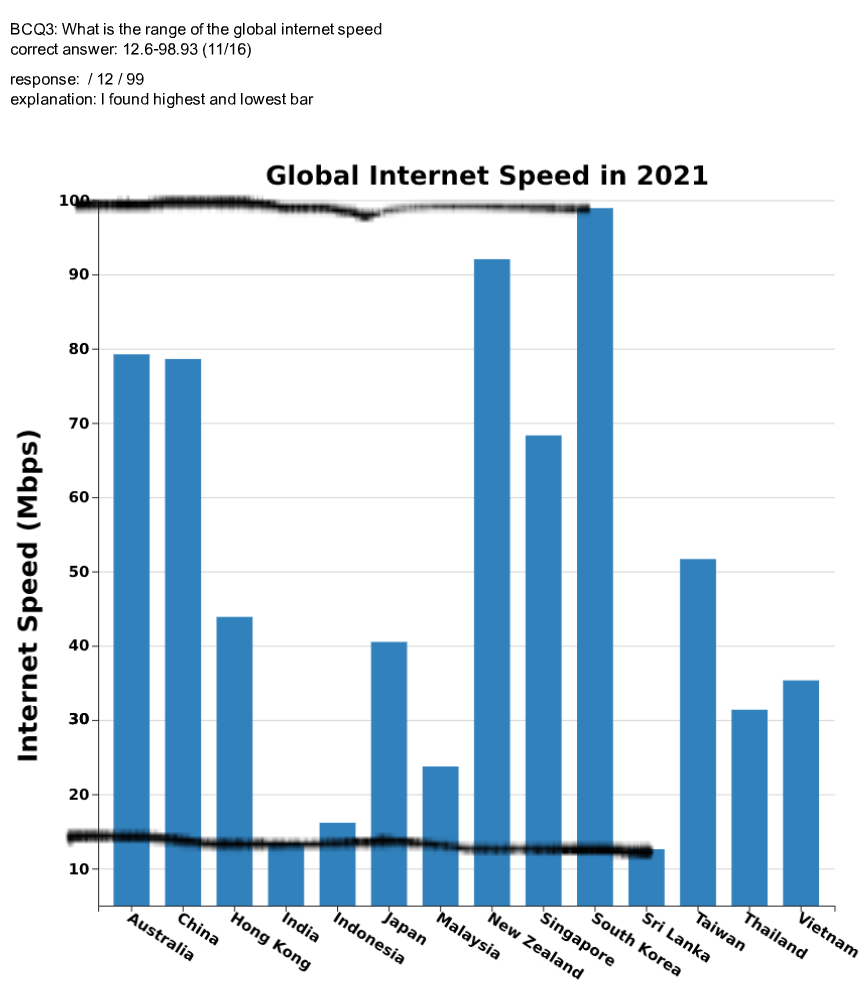 BCQ3: What is the range of the global internet speed
correct answer: 12.6-98.93 (11/16)
response:  / 12 / 99
explanation: I found highest and lowest bar
Global Internet Speed in 2021
Internet Speed (Mbps)
100
90
80
70
60
50
40
30
20
10
Australia
China
Hong Kong
India
Indonesia
Japan
Malaysia
New Zealand
Singapore
South Korea
Sri Lanka
Taiwan
Thailand
Vietnam